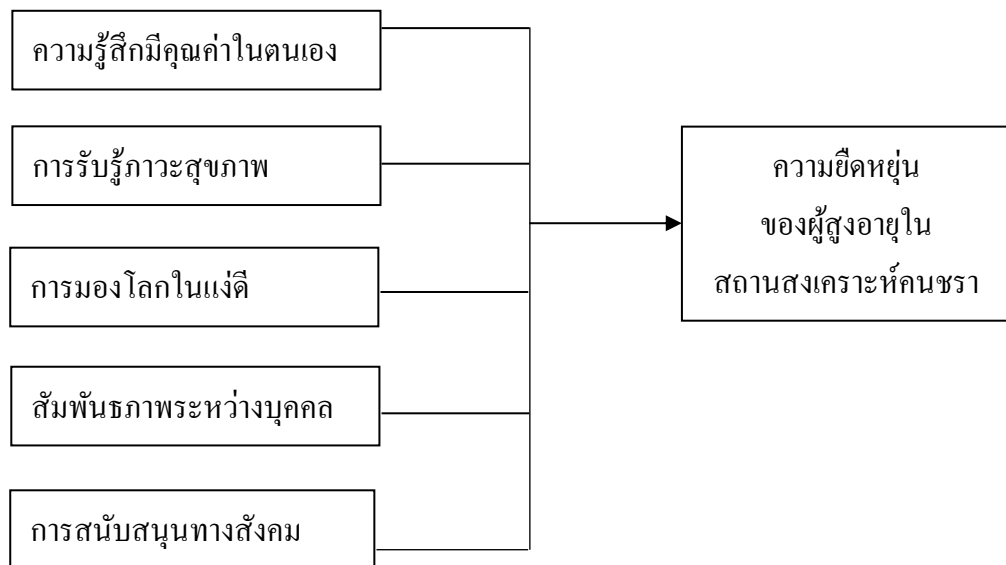 ความรู้สึกมีคุณค่าในตนเอง
การรับรู้ภาวะสุขภาพ
การมองโลกในแง่ดี
สัมพันธภาพระหว่างบุคคล
การสนับสนุนทางสังคม
ความยืดหยุ่น
ของผู้สูงอายุใน
สถานสงเคราะห์คนชรา